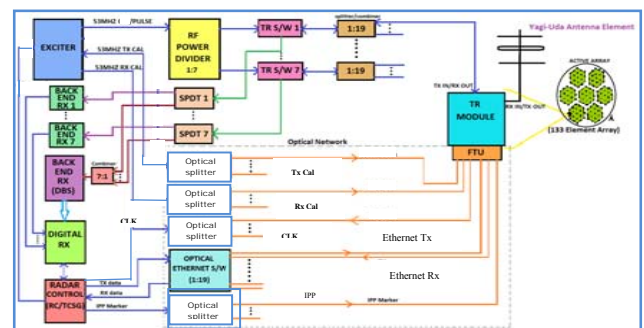 53MHZ I /PULSE
EXCITER
53MHZ TX CAL
53MHZ RX CAL
RF
POWER
DIVIDER
1:7
TR S/W 1
TR S/W 7
splitter/combiner
1:19
1:19
Yagi-Uda Antenna Element
ACTIVE ARRAY
(133 Element Array)
TX IN/RX OUT
RX IN/TX OUT
TR
MODULE
FTU
BACK
END
RX 1
BACK
END
RX 7
SPDT 1
SPDT 7
BACK
END
RX
(DBS)
Combiner
7:1
Optical Network
Optical
splitter
Tx Cal
Optical
splitter
Rx Cal
CLK
Optical
splitter
CLK
Ethernet Tx
DIGITAL
RX
OPTICAL
ETHERNET S/W
(1:19)
Ethernet Rx
RADAR
CONTROL
(RC/TCSG)
TX data
RX data
IPP Marker
Optical
splitter
IPP
IPP Marker